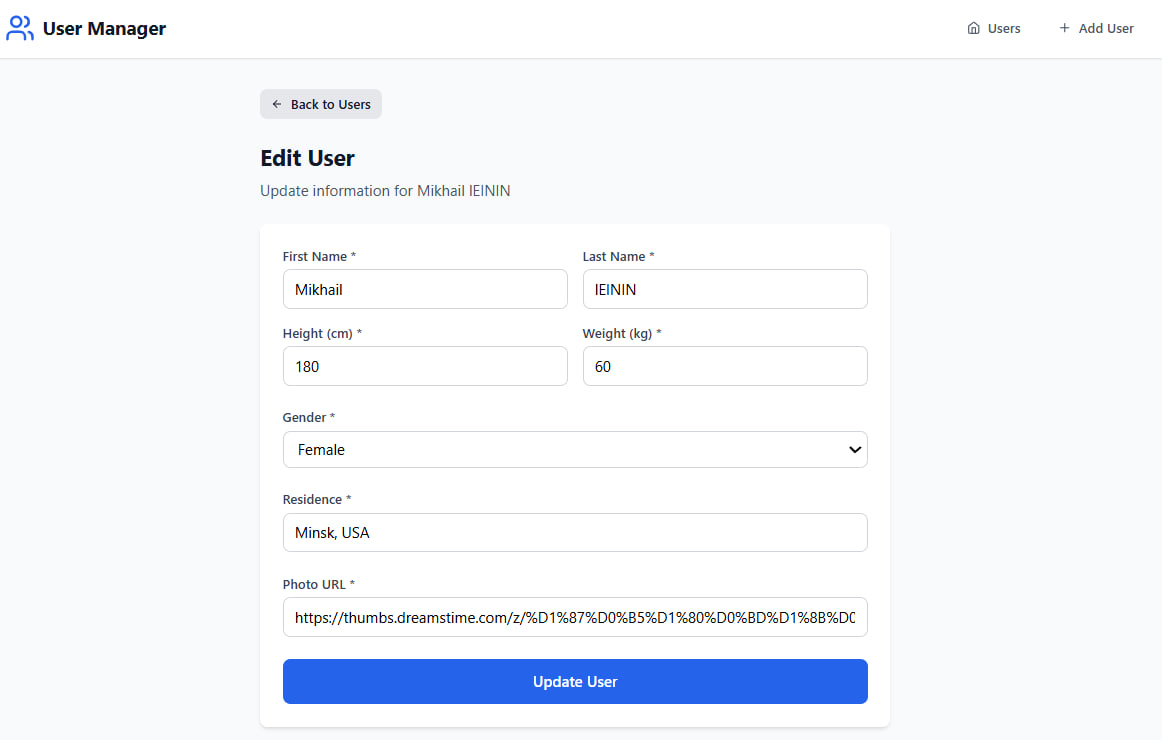 User Manager
Users
+ Add User
← Back to Users
Edit User
Update information for Mikhail IEININ
First Name *
Last Name *
Mikhail
IEININ
Height (cm) *
Weight (kg) *
180
60
Gender *
Female
Residence *
Minsk, USA
Photo URL *
https://thumbs.dreamstime.com/z/%D1%87%D0%B5%D1%80%D0%BD%D1%8B%D0
Update User